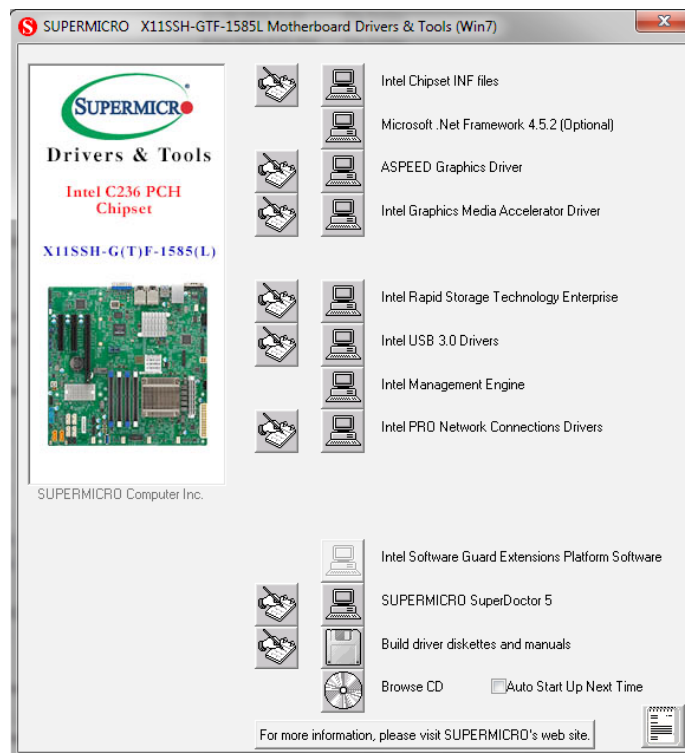 SUPERMICRO X11SSH-GTF-1585L Motherboard Drivers & Tools (Win7)
SUPERMICRO
Drivers & Tools
Intel C236 PCH
Chipset
X11SSH-G(T)F-1585(L)
SUPERMICRO Computer Inc.
Intel Chipset INF files
Microsoft .Net Framework 4.5.2 (Optional)
ASPEED Graphics Driver
Intel Graphics Media Accelerator Driver
Intel Rapid Storage Technology Enterprise
Intel USB 3.0 Drivers
Intel Management Engine
Intel PRO Network Connections Drivers
Intel Software Guard Extensions Platform Software
SUPERMICRO SuperDoctor 5
Build driver diskettes and manuals
Browse CD
Auto Start Up Next Time
For more information, please visit SUPERMICRO's web site.